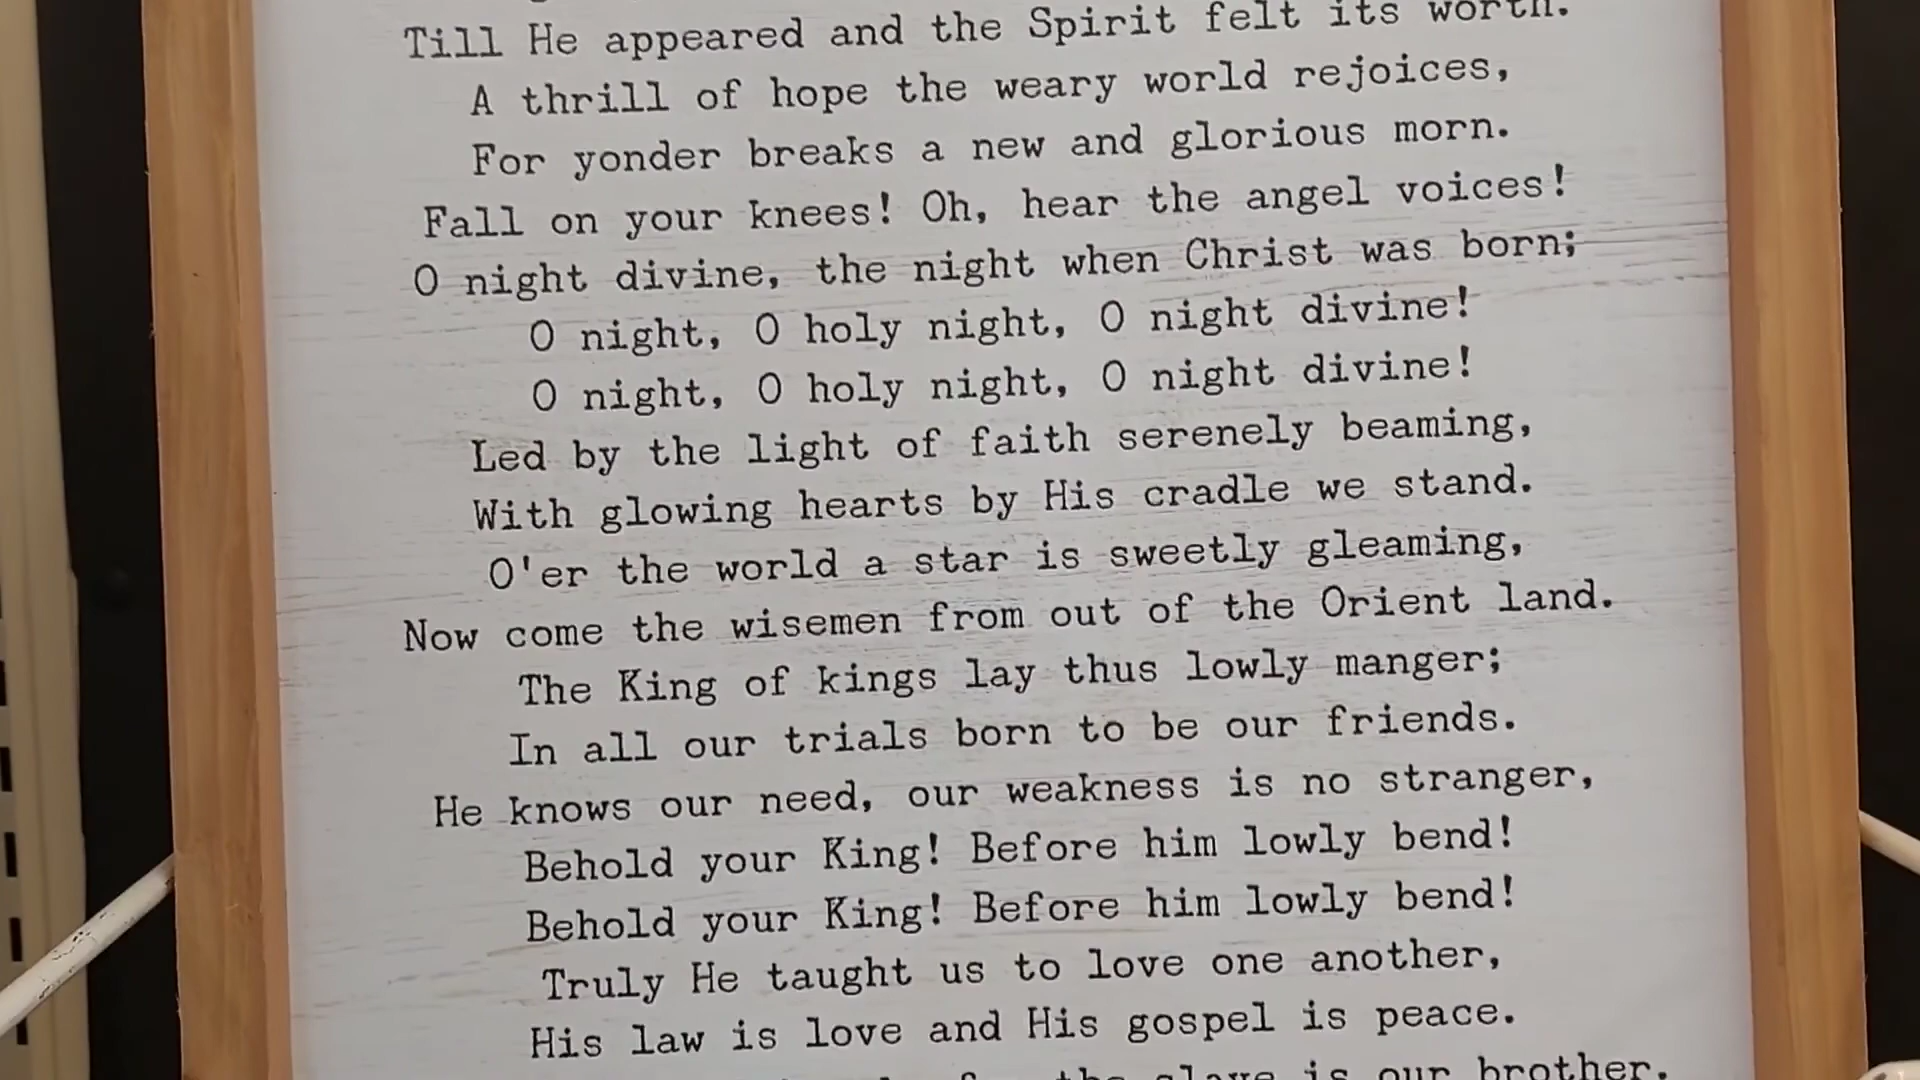 Till He appeared and the Spirit felt its worth.
A thrill of hope the weary world rejoices,
For yonder breaks a new and glorious morn.
Fall on your knees! Oh, hear the angel voices!
O night divine, the night when Christ was born;
O night, O holy night, O night divine!
O night, O holy night, O night divine!
Led by the light of faith serenely beaming,
With glowing hearts by His cradle we stand.
O'er the world a star is sweetly gleaming,
Now come the wisemen from out of the Orient land.
The King of kings lay thus lowly manger;
In all our trials born to be our friends.
He knows our need, our weakness is no stranger,
Behold your King! Before him lowly bend!
Behold your King! Before him lowly bend!
Truly He taught us to love one another,
His law is love and His gospel is peace.
the slave is our brother.